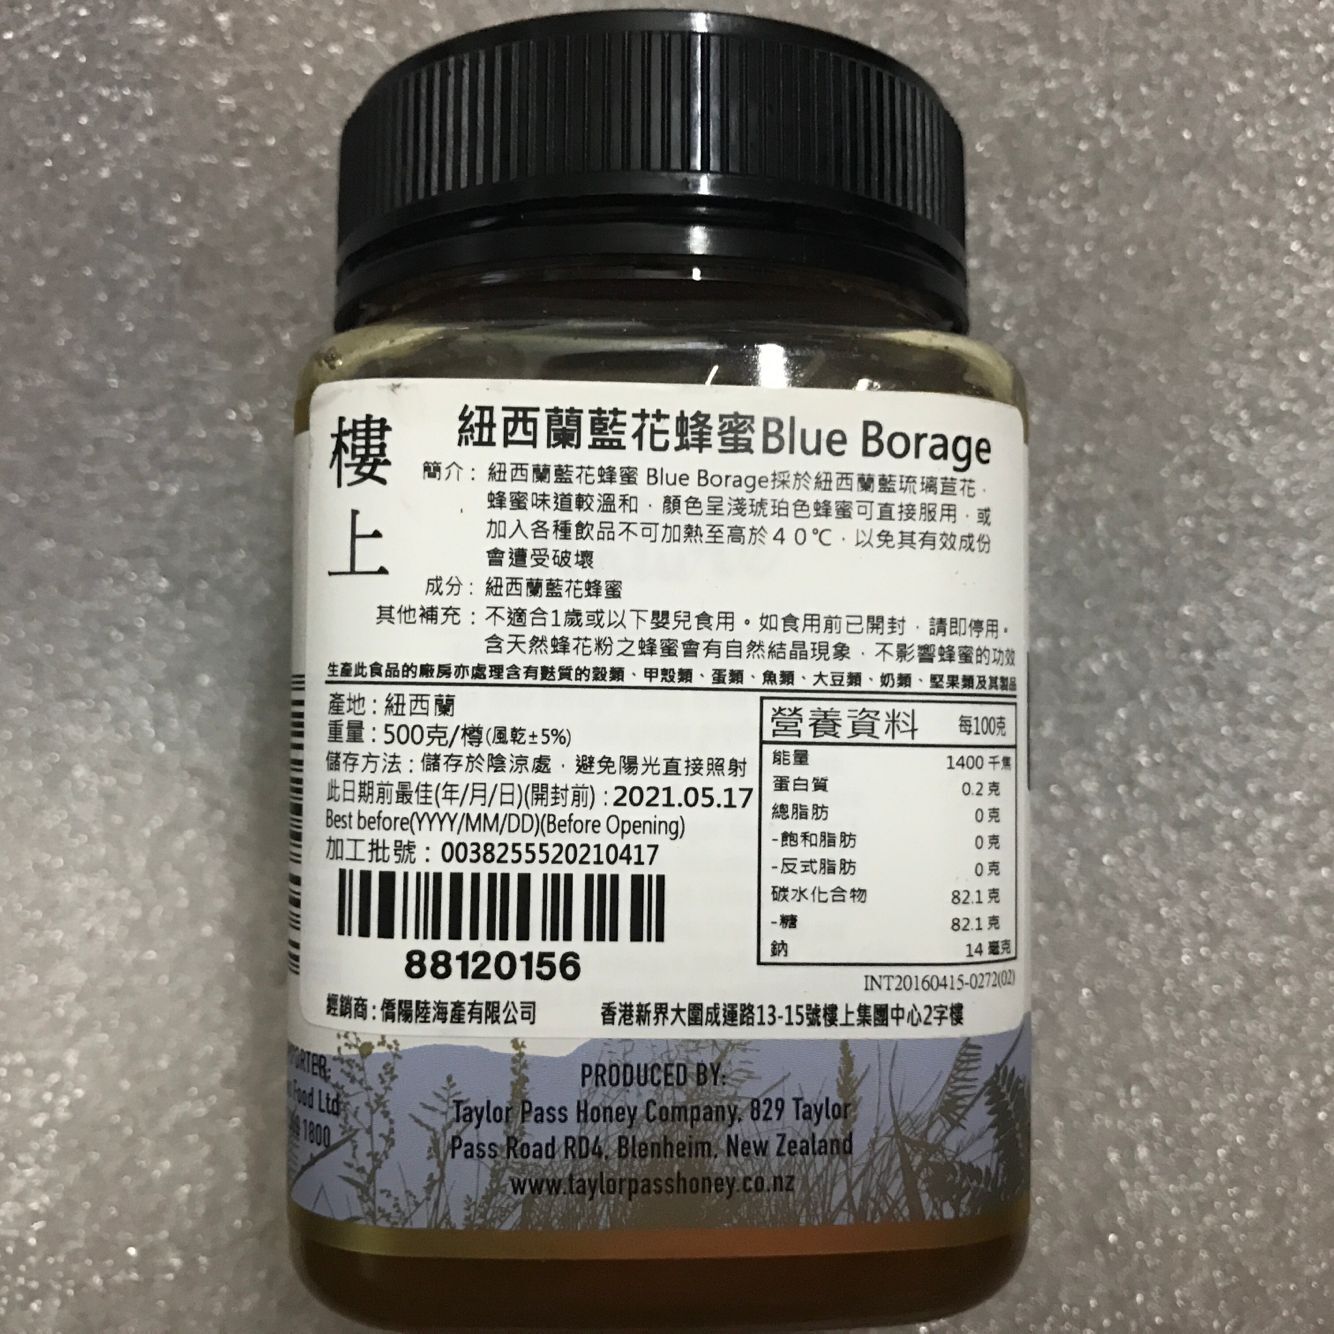 樓上
紐西蘭藍花蜂蜜Blue Borage
簡介：紐西蘭藍花蜂蜜 Blue Borage採於紐西蘭藍琉璃苣花，
蜂蜜味道較溫和，顏色呈淺琥珀色蜂蜜可直接服用，或
加入各種飲品不可加熱至高於40℃，以免其有效成份
會遭受破壞
成分：紐西蘭藍花蜂蜜
其他補充：不適合1歲或以下嬰兒食用。如食用前已開封，請即停用。
含天然蜂花粉之蜂蜜會有自然結晶現象，不影響蜂蜜的功效
生產此食品的廠房亦處理含有麩質的穀類、甲殼類、蛋類、魚類、大豆類、奶類、堅果類及其製品
產地：紐西蘭
重量：500克/樽(風乾±5%)
儲存方法：儲存於陰涼處，避免陽光直接照射
此日期前最佳(年/月/日)(開封前)：2021.05.17
Best before(YYYY/MM/DD)(Before Opening)
加工批號：0038255520210417
88120156
營養資料 每100克
能量 1400 千焦
蛋白質 0.2 克
總脂肪 0 克
-飽和脂肪 0 克
-反式脂肪 0 克
碳水化合物 82.1 克
-糖 82.1 克
鈉 14 毫克
INT20160415-0272(02)
經銷商：僑陽陸海產有限公司 香港新界大圍成運路13-15號樓上集團中心2字樓
Food Ltd
1800
PRODUCED BY:
Taylor Pass Honey Company, 829 Taylor
Pass Road RD4, Blenheim, New Zealand
www.taylorpasshoney.co.nz